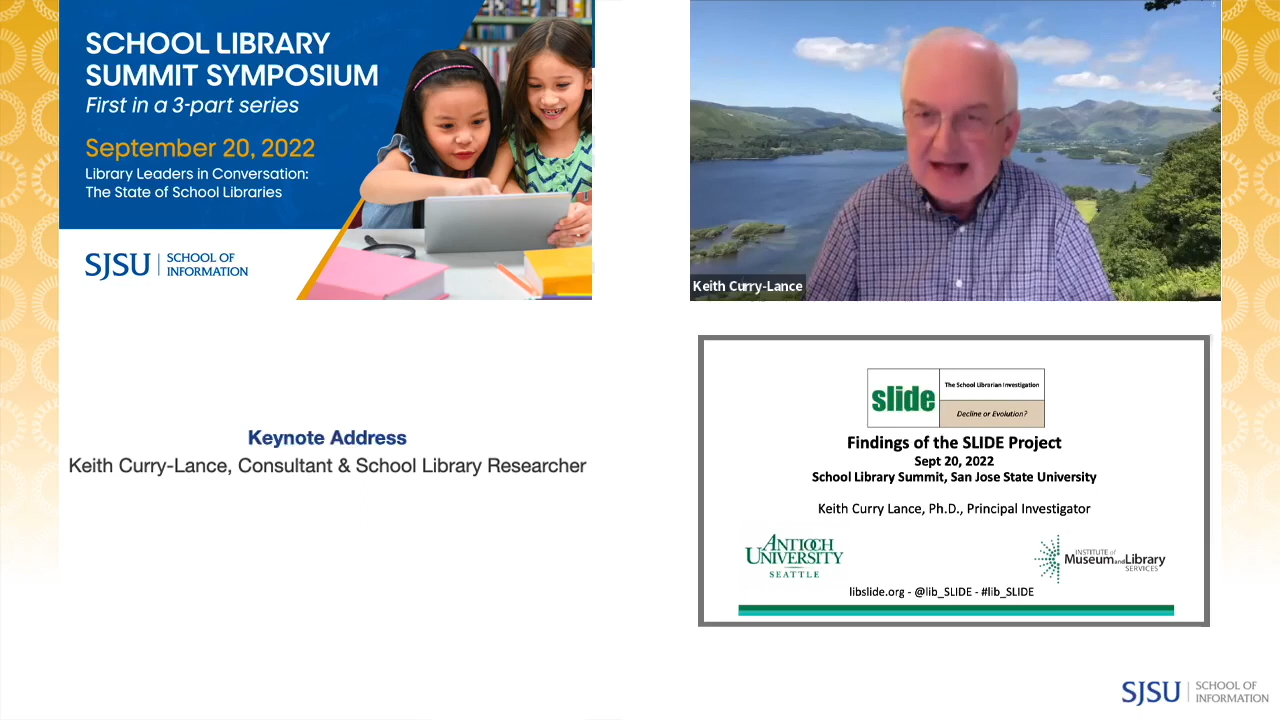 SCHOOL LIBRARY
SUMMIT SYMPOSIUM
First in a 3-part series
September 20, 2022
Library Leaders in Conversation:
The State of School Libraries
SJSU | SCHOOL OF
INFORMATION
Keith Curry-Lance
Keynote Address
Keith Curry-Lance, Consultant & School Library Researcher
slide
The School Librarian Investigation
Decline or Evolution?
Findings of the SLIDE Project
Sept 20, 2022
School Library Summit, San Jose State University
Keith Curry Lance, Ph.D., Principal Investigator
ANTIOCH
UNIVERSITY
SEATTLE
INSTITUTE of
Museum and Library
SERVICES
libslide.org - @lib_SLIDE - #lib_SLIDE
SJSU | SCHOOL OF
INFORMATION